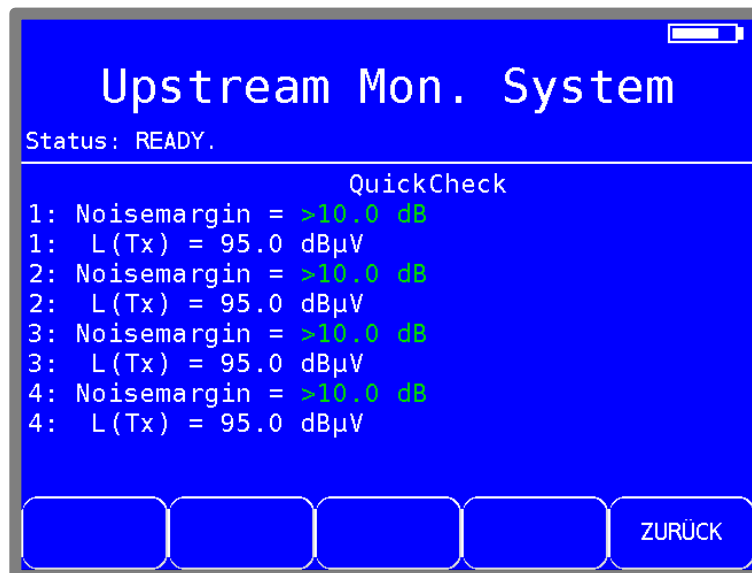 Upstream Mon. System
Status: READY.
QuickCheck
1: Noisemargin = >10.0 dB
1: L(Tx) = 95.0 dBµV
2: Noisemargin = >10.0 dB
2: L(Tx) = 95.0 dBµV
3: Noisemargin = >10.0 dB
3: L(Tx) = 95.0 dBµV
4: Noisemargin = >10.0 dB
4: L(Tx) = 95.0 dBµV
ZURÜCK